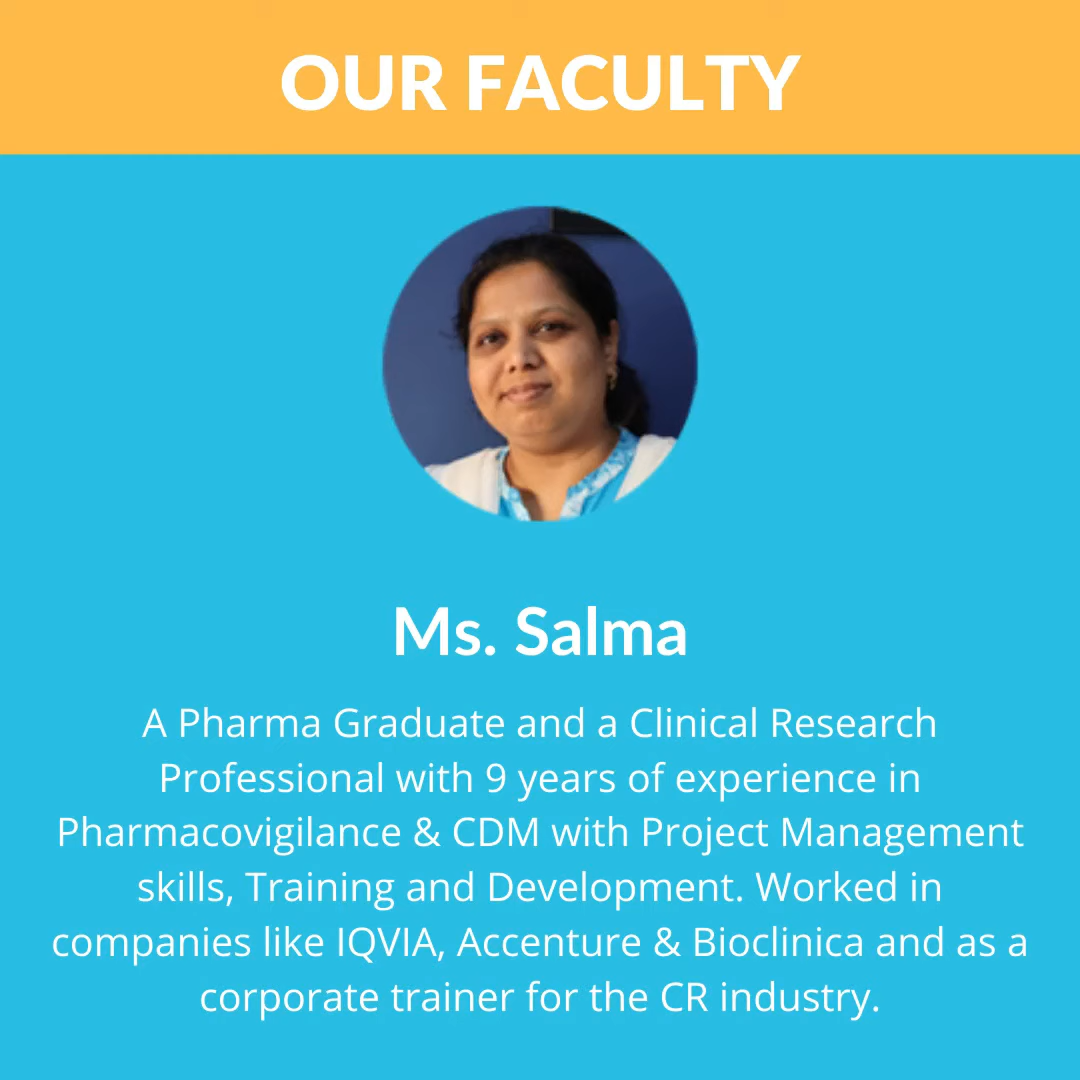 OUR FACULTY
Ms. Salma
A Pharma Graduate and a Clinical Research
Professional with 9 years of experience in
Pharmacovigilance & CDM with Project Management
skills, Training and Development. Worked in
companies like IQVIA, Accenture & Bioclinica and as a
corporate trainer for the CR industry.